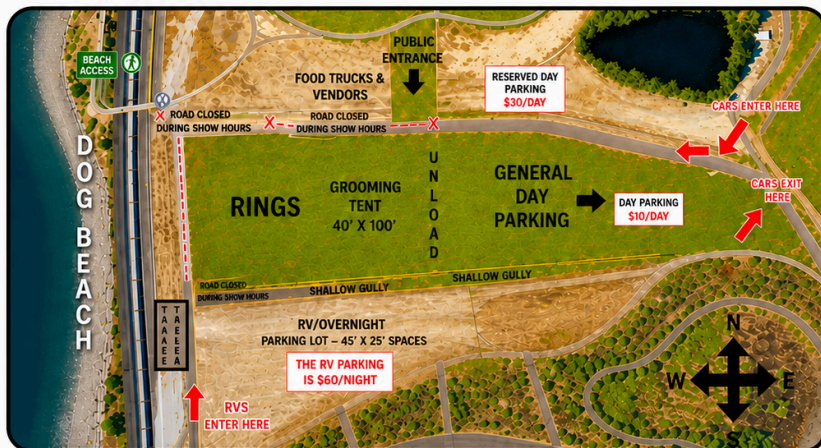 BEACH
ACCESS
PUBLIC
ENTRANCE
FOOD TRUCKS &
VENDORS
RESERVED DAY
PARKING
$30/DAY
CARS ENTER HERE
X ROAD CLOSED
DURING SHOW HOURS
X
ROAD CLOSED
DURING SHOW HOURS
X
DOG BEACH
RINGS
GROOMING
TENT
40' X 100'
UNLOAD
GENERAL
DAY
PARKING
DAY PARKING
$10/DAY
CARS EXIT
HERE
ROAD CLOSED
DURING SHOW HOURS
SHALLOW GULLY
SHALLOW GULLY
RV/OVERNIGHT
PARKING LOT – 45' X 25' SPACES
THE RV PARKING
IS $60/NIGHT
RVS
ENTER HERE
N
W
E
S